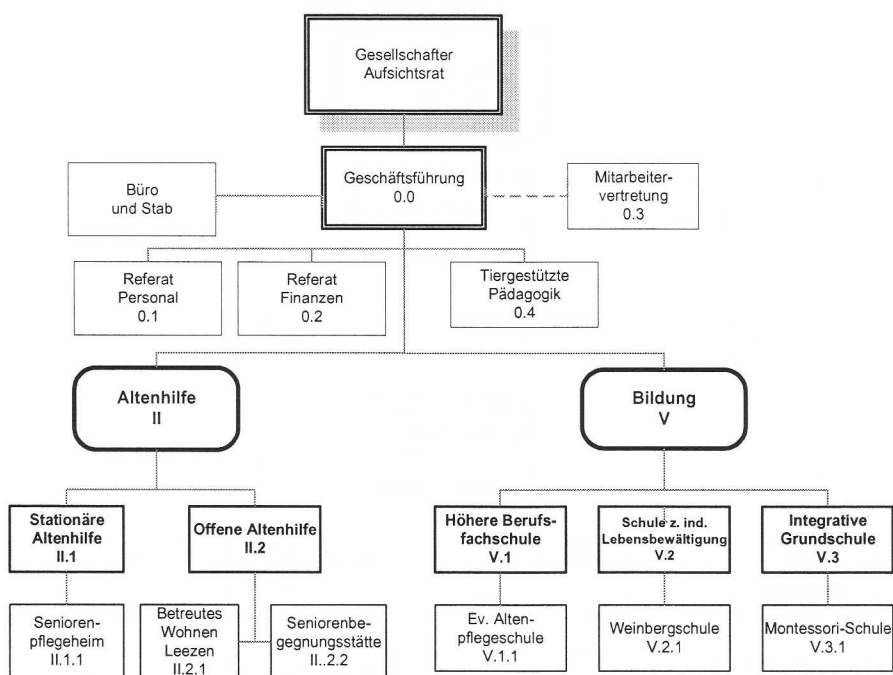 Gesellschafter
Aufsichtsrat
Geschäftsführung
0.0
Büro
und Stab
Mitarbeiter-
vertretung
0.3
Referat
Personal
0.1
Referat
Finanzen
0.2
Tiergestützte
Pädagogik
0.4
Altenhilfe
II
Bildung
V
Stationäre
Altenhilfe
II.1
Offene Altenhilfe
II.2
Höhere Berufs-
fachschule
V.1
Schule z. ind.
Lebensbewältigung
V.2
Integrative
Grundschule
V.3
Senioren-
pflegeheim
II.1.1
Betreutes
Wohnen
Leezen
II.2.1
Seniorenbe-
gegnungsstätte
II..2.2
Ev. Alten-
pflegeschule
V.1.1
Weinbergschule
V.2.1
Montessori-Schule
V.3.1